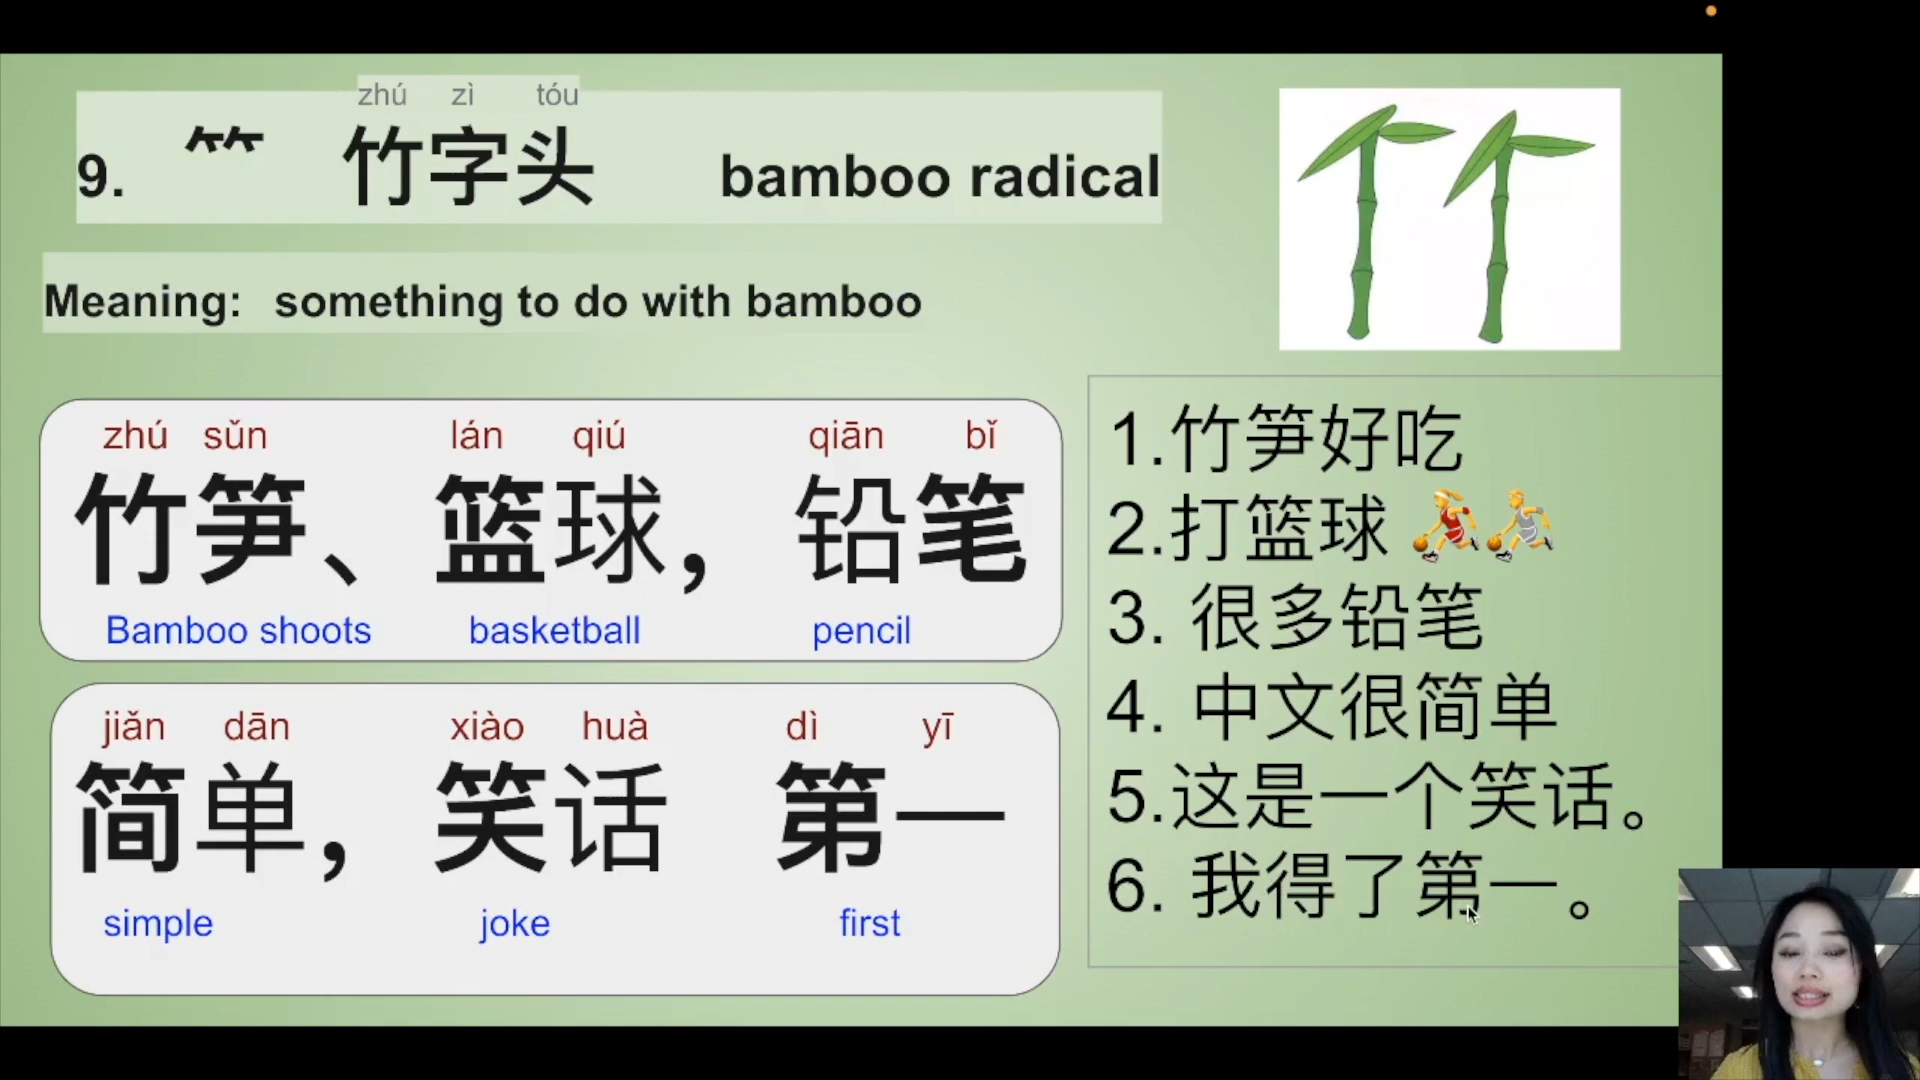 zhú zì tóu
9. ⺮ 竹字头 bamboo radical
Meaning: something to do with bamboo
zhú sǔn lán qiú qiān bǐ
竹笋、篮球，铅笔
Bamboo shoots basketball pencil
jiǎn dān xiào huà dì yī
简单，笑话 第一
simple joke first
1.竹笋好吃
2.打篮球
3. 很多铅笔
4. 中文很简单
5.这是一个笑话。
6. 我得了第一。